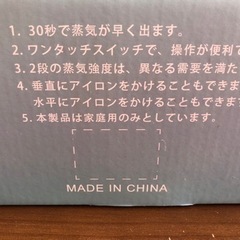 1. 30秒で蒸気が早く出ます.
2. ワンタッチスイッチで、操作が便利で
3. 2段の蒸気強度は、異なる需要を満た
4. 垂直にアイロンをかけることもできます
水平にアイロンをかけることもできます.
5. 本製品は家庭用のみとしています.
MADE IN CHINA